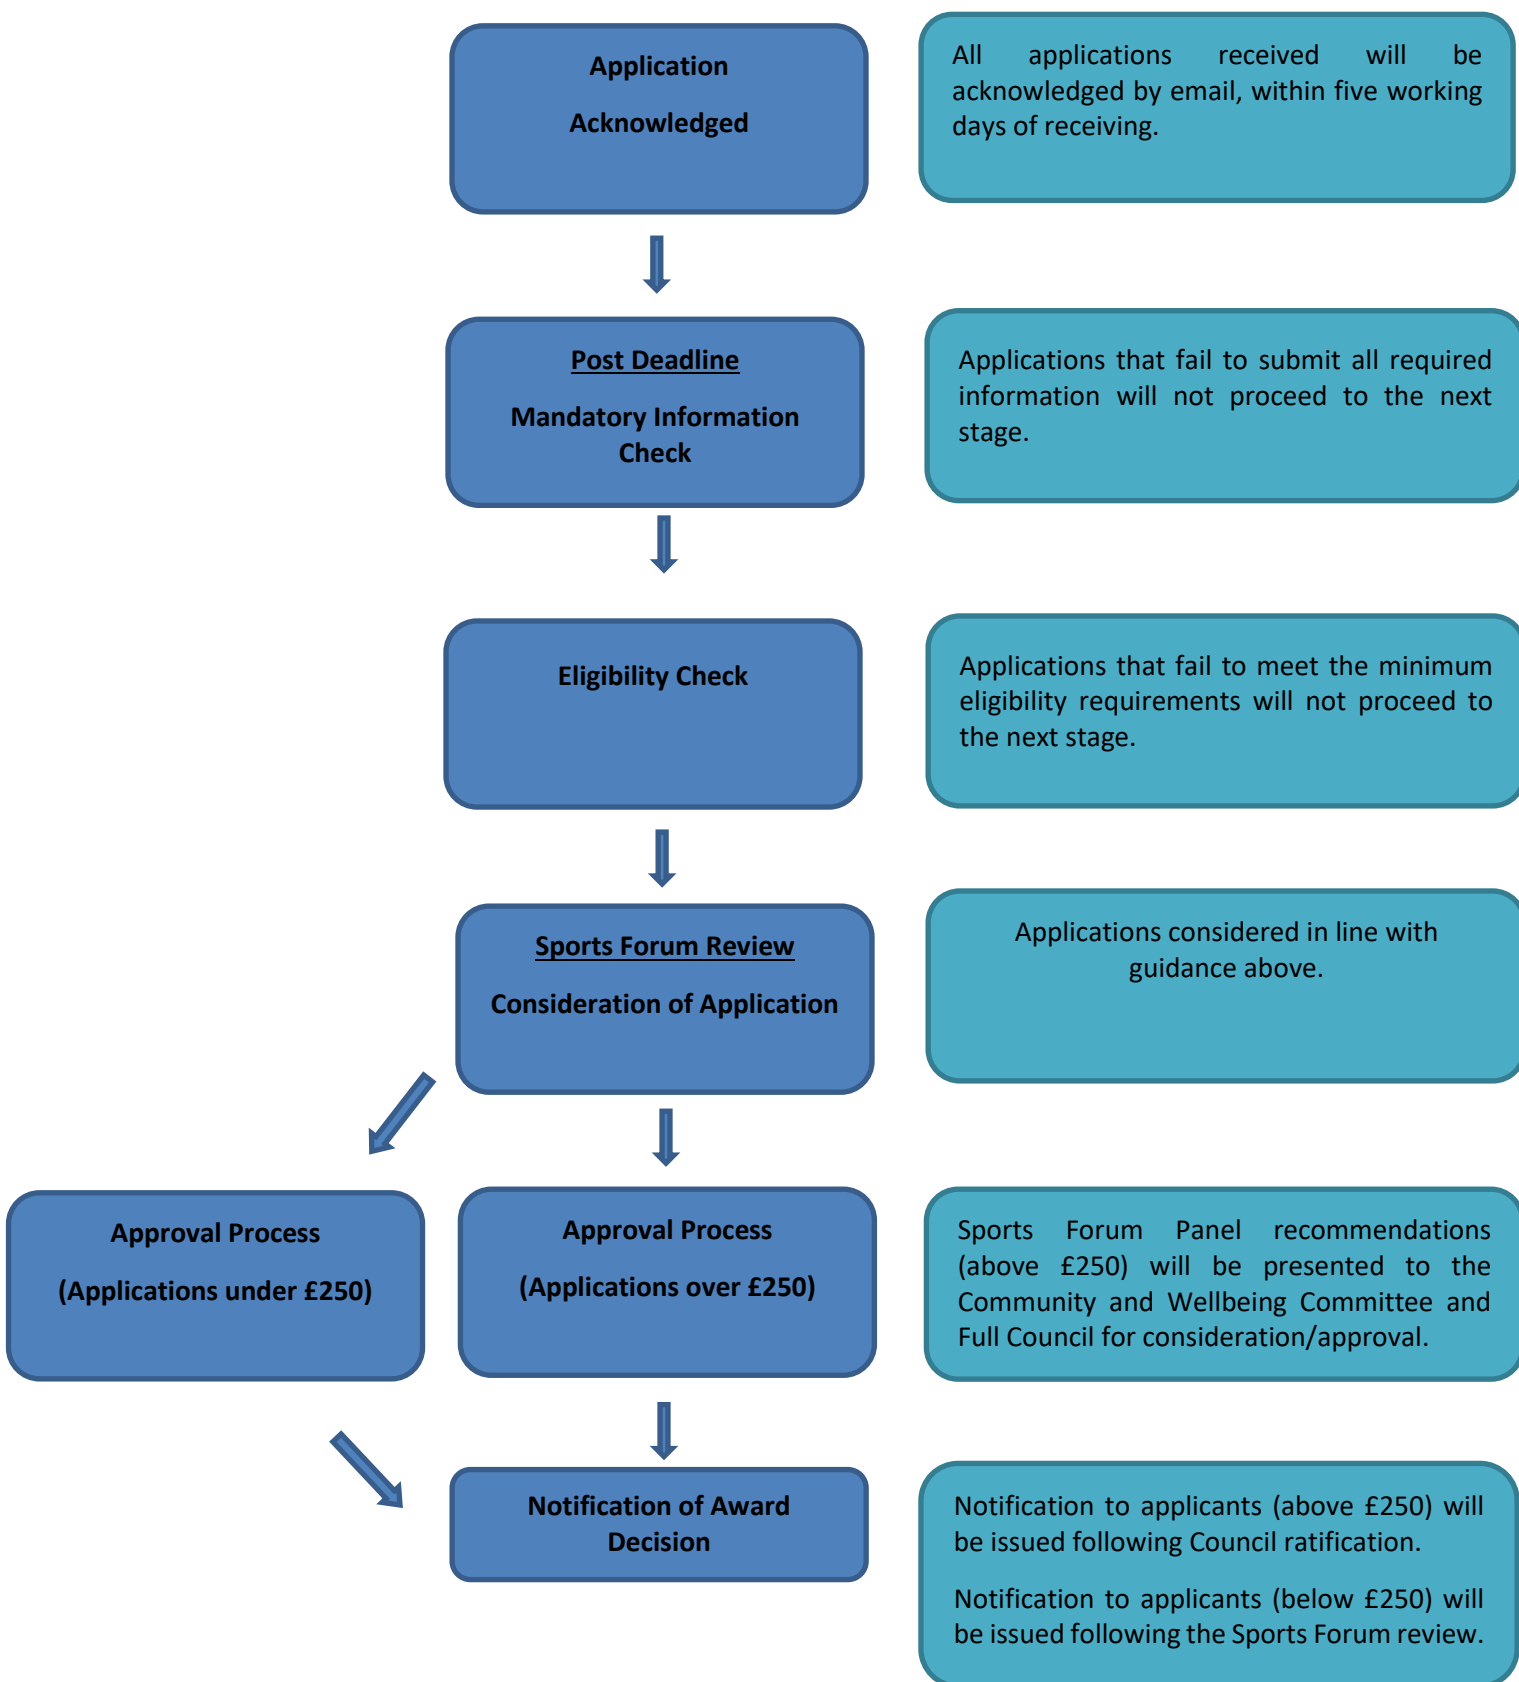 Application
Acknowledged
All applications received will be
acknowledged by email, within five working
days of receiving.
Post Deadline
Mandatory Information
Check
Applications that fail to submit all required
information will not proceed to the next
stage.
Eligibility Check
Applications that fail to meet the minimum
eligibility requirements will not proceed to
the next stage.
Sports Forum Review
Consideration of Application
Applications considered in line with
guidance above.
Approval Process
(Applications under £250)
Approval Process
(Applications over £250)
Sports Forum Panel recommendations
(above £250) will be presented to the
Community and Wellbeing Committee and
Full Council for consideration/approval.
Notification of Award
Decision
Notification to applicants (above £250) will
be issued following Council ratification.
Notification to applicants (below £250) will
be issued following the Sports Forum review.